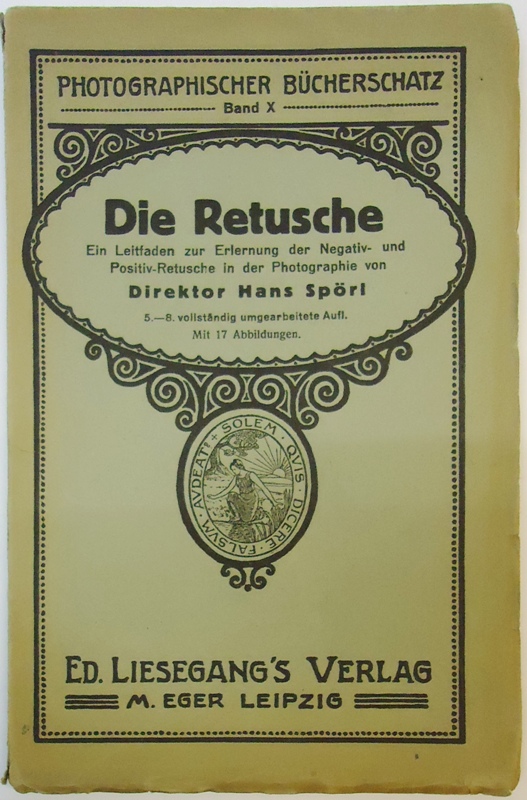 PHOTOGRAPHISCHER BÜCHERSCHATZ
Band X
Die Retusche
Ein Leitfaden zur Erlernung der Negativ- und
Positiv-Retusche in der Photographie von
Direktor Hans Spörl
5.—8. vollständig umgearbeitete Aufl.
Mit 17 Abbildungen.
SOLEM · QVIS · DICERE · FALSVM · AVDEAT?
ED. LIESEGANG'S VERLAG
M. EGER LEIPZIG